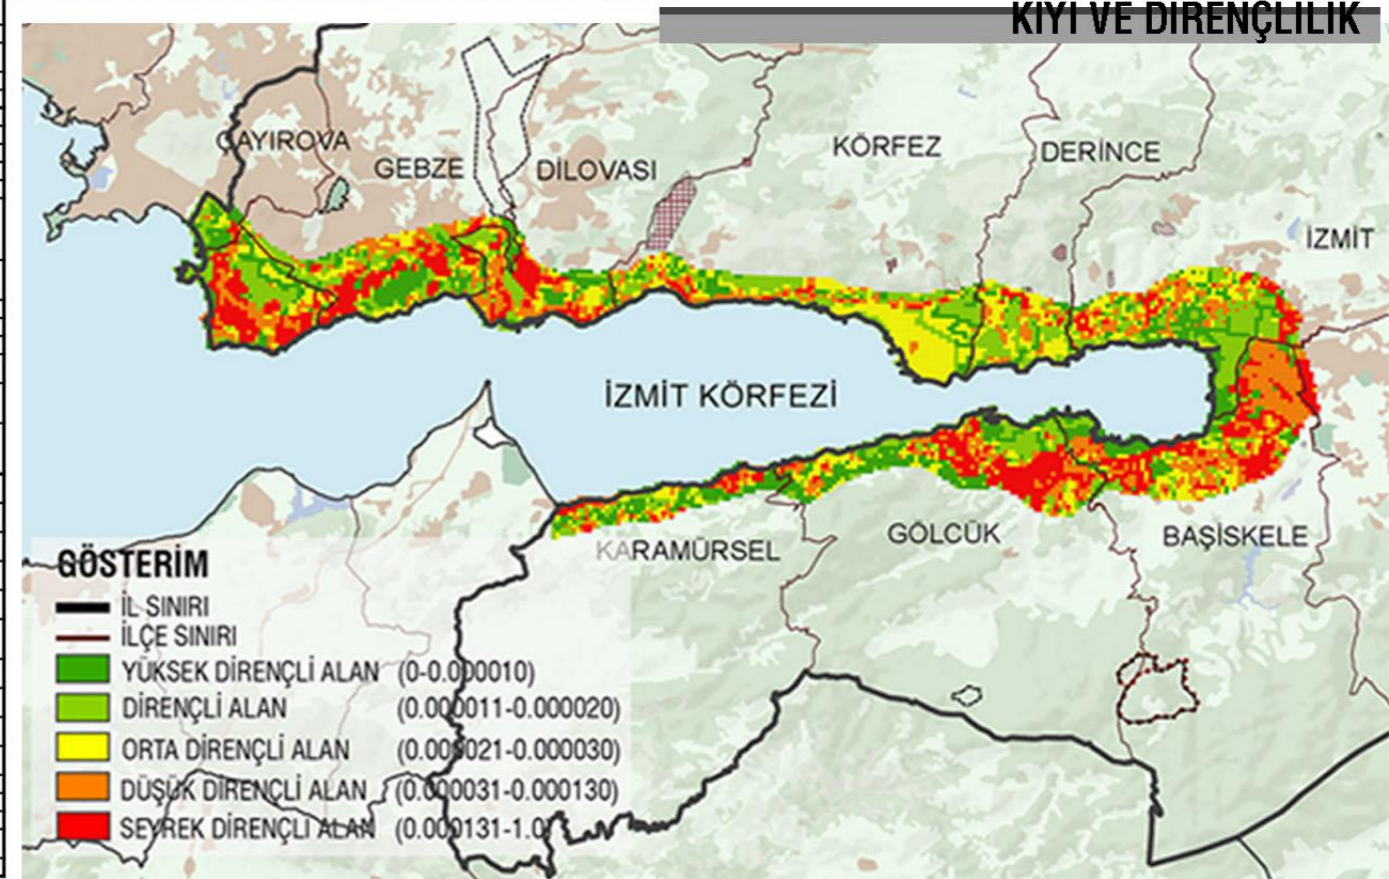 KIYI VE DİRENÇLİLİK
ÇAYIROVA
GEBZE
DİLOVASI
KÖRFEZ
DERİNCE
İZMİT
İZMİT KÖRFEZİ
KARAMÜRSEL
GÖLCÜK
BAŞİSKELE
GÖSTERİM
İL SINIRI
İLÇE SINIRI
YÜKSEK DİRENÇLİ ALAN (0-0.000010)
DİRENÇLİ ALAN (0.000011-0.000020)
ORTA DİRENÇLİ ALAN (0.000021-0.000030)
DÜŞÜK DİRENÇLİ ALAN (0.000031-0.000130)
SEYREK DİRENÇLİ ALAN (0.000131-1.0)